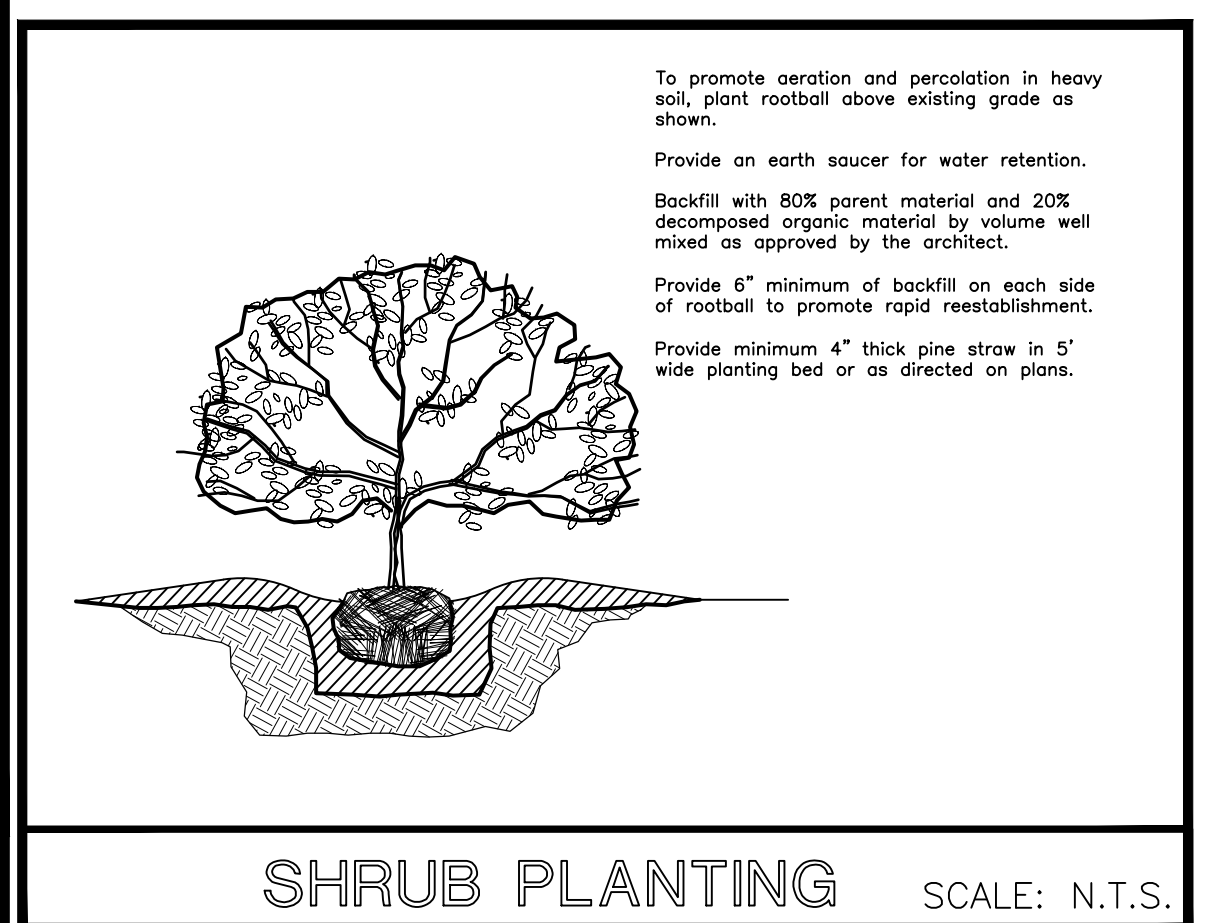 To promote aeration and percolation in heavy
soil, plant rootball above existing grade as
shown.
Provide an earth saucer for water retention.
Backfill with 80% parent material and 20%
decomposed organic material by volume well
mixed as approved by the architect.
Provide 6" minimum of backfill on each side
of rootball to promote rapid reestablishment.
Provide minimum 4" thick pine straw in 5'
wide planting bed or as directed on plans.
SHRUB PLANTING
SCALE: N.T.S.